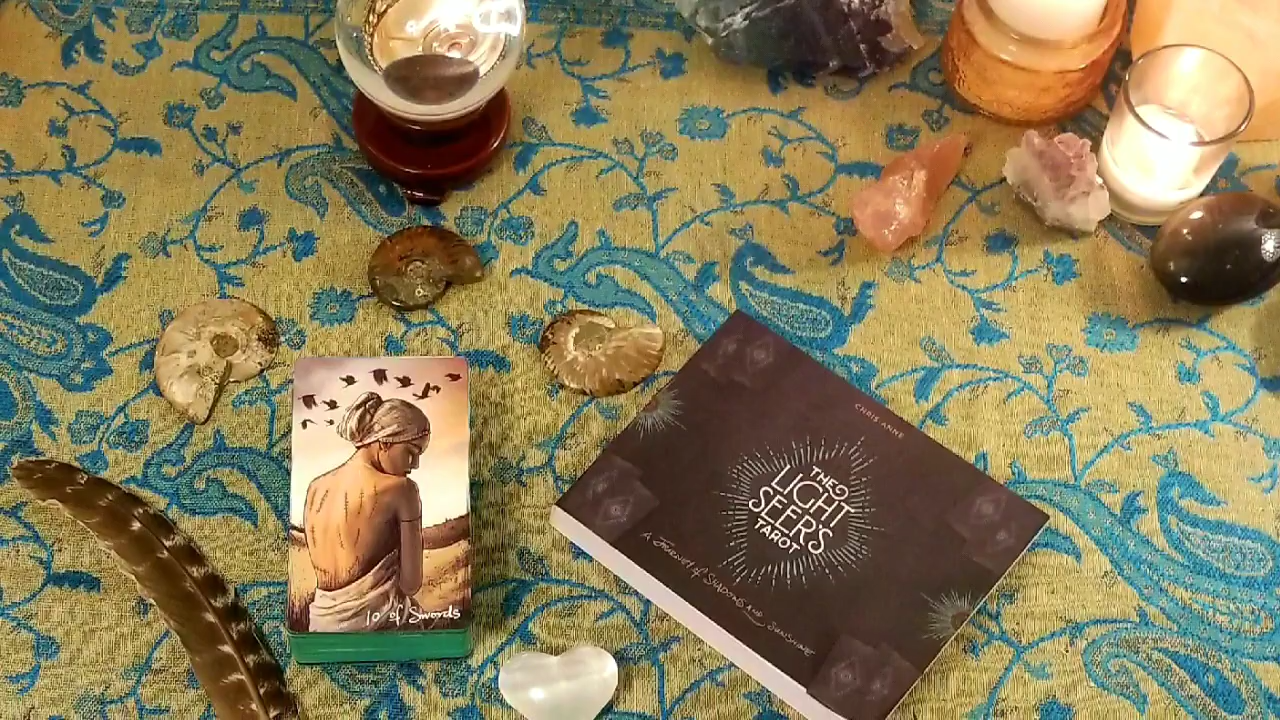 10 of Swords
CHRIS-ANNE
THE
LIGHT
SEER'S
TAROT
A JOURNEY of SHADOWS AND SUNSHINE